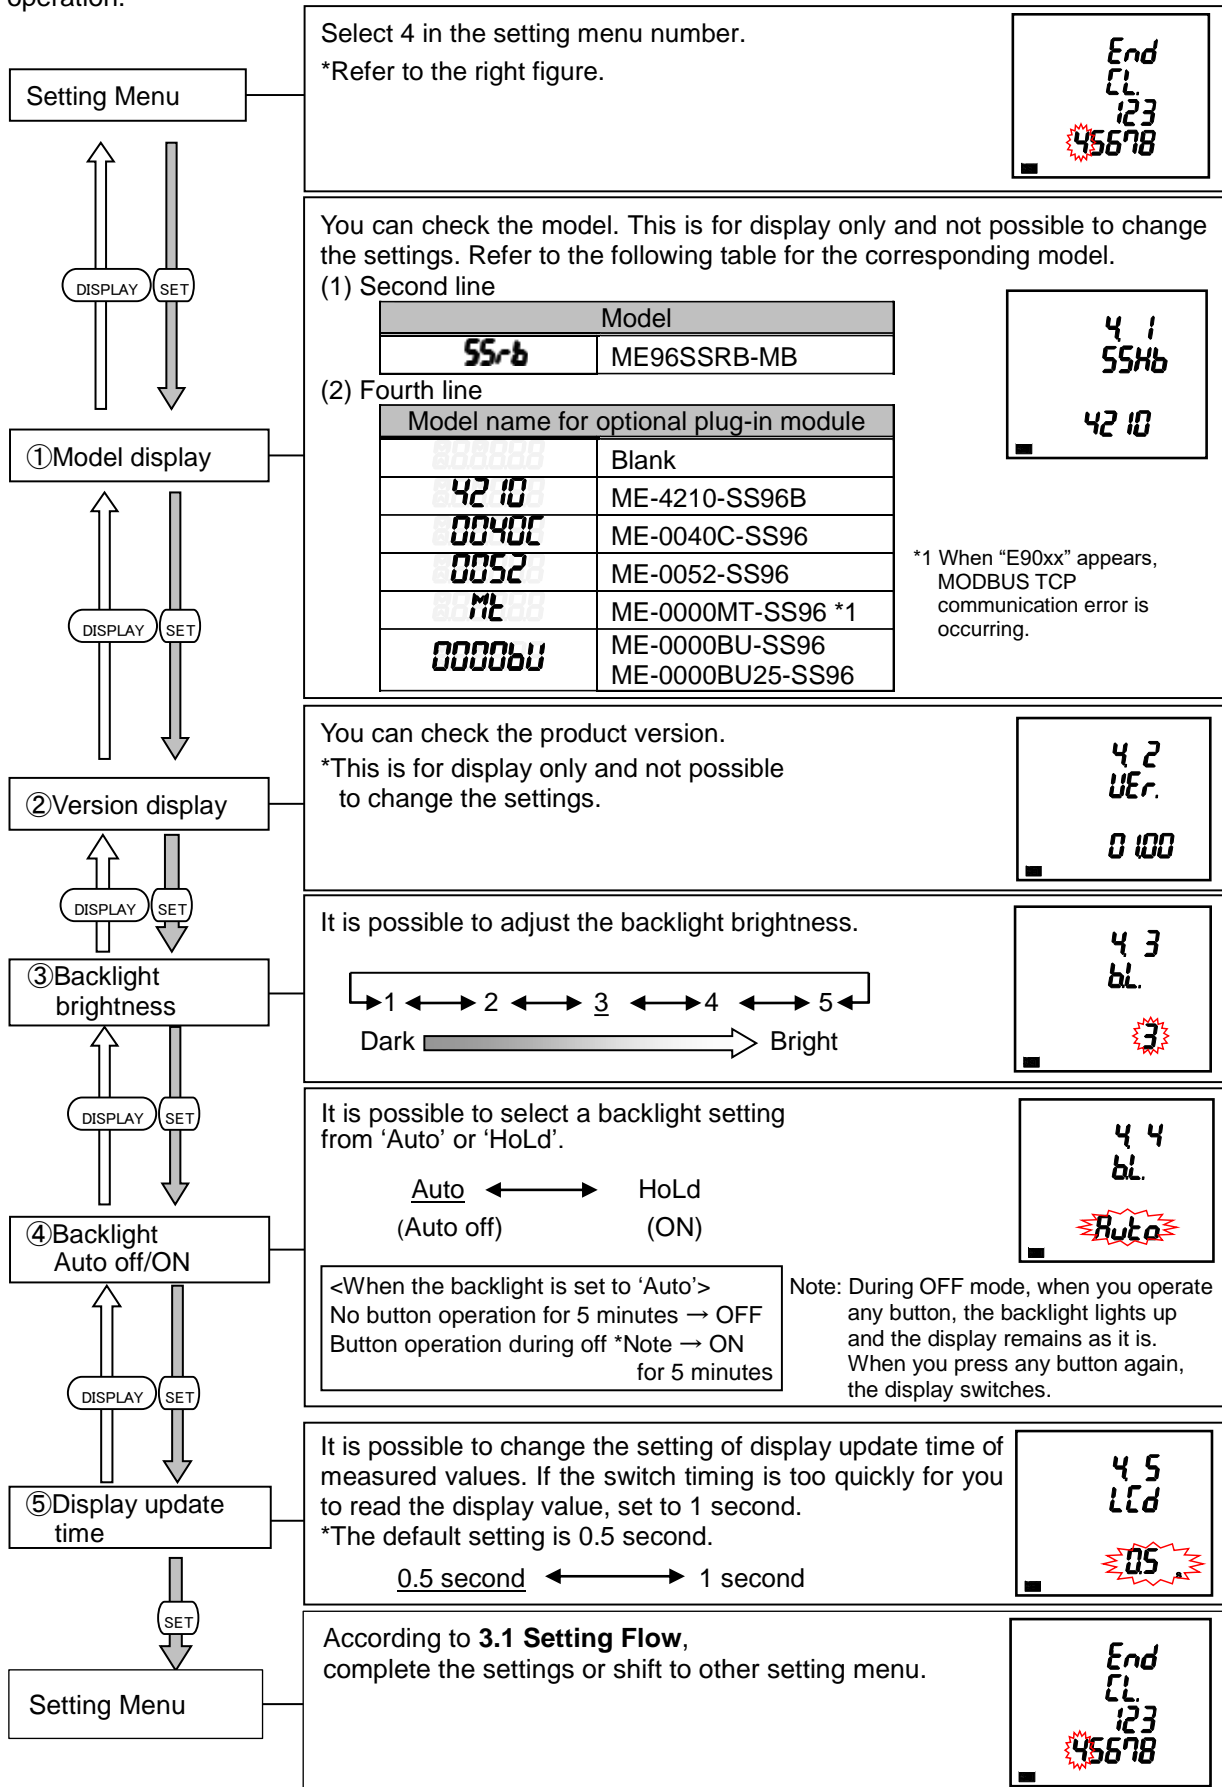 operation.
Setting Menu
Select 4 in the setting menu number.
*Refer to the right figure.
End
CL.
123
45678
DISPLAY
SET
①Model display
You can check the model. This is for display only and not possible to change
the settings. Refer to the following table for the corresponding model.
(1) Second line
Model
SSrb ME96SSRB-MB
(2) Fourth line
Model name for optional plug-in module
Blank
4210 ME-4210-SS96B
0040C ME-0040C-SS96
0052 ME-0052-SS96
Mt ME-0000MT-SS96 *1
0000bU ME-0000BU-SS96
ME-0000BU25-SS96
4. 1
SSHb
4210
*1 When “E90xx” appears,
MODBUS TCP
communication error is
occurring.
DISPLAY
SET
②Version display
You can check the product version.
*This is for display only and not possible
to change the settings.
4. 2
VEr.
01.00
DISPLAY
SET
③Backlight
brightness
It is possible to adjust the backlight brightness.
1 2 3 4 5
Dark Bright
4. 3
b.L.
3
DISPLAY
SET
④Backlight
Auto off/ON
It is possible to select a backlight setting
from ‘Auto’ or ‘HoLd’.
Auto HoLd
(Auto off) (ON)
<When the backlight is set to ‘Auto’>
No button operation for 5 minutes → OFF
Button operation during off *Note → ON
for 5 minutes
Note: During OFF mode, when you operate
any button, the backlight lights up
and the display remains as it is.
When you press any button again,
the display switches.
4. 4
b.L.
Auto
DISPLAY
SET
⑤Display update
time
It is possible to change the setting of display update time of
measured values. If the switch timing is too quickly for you
to read the display value, set to 1 second.
*The default setting is 0.5 second.
0.5 second 1 second
4. 5
LCd
0.5 s
SET
Setting Menu
According to 3.1 Setting Flow,
complete the settings or shift to other setting menu.
End
CL.
123
45678